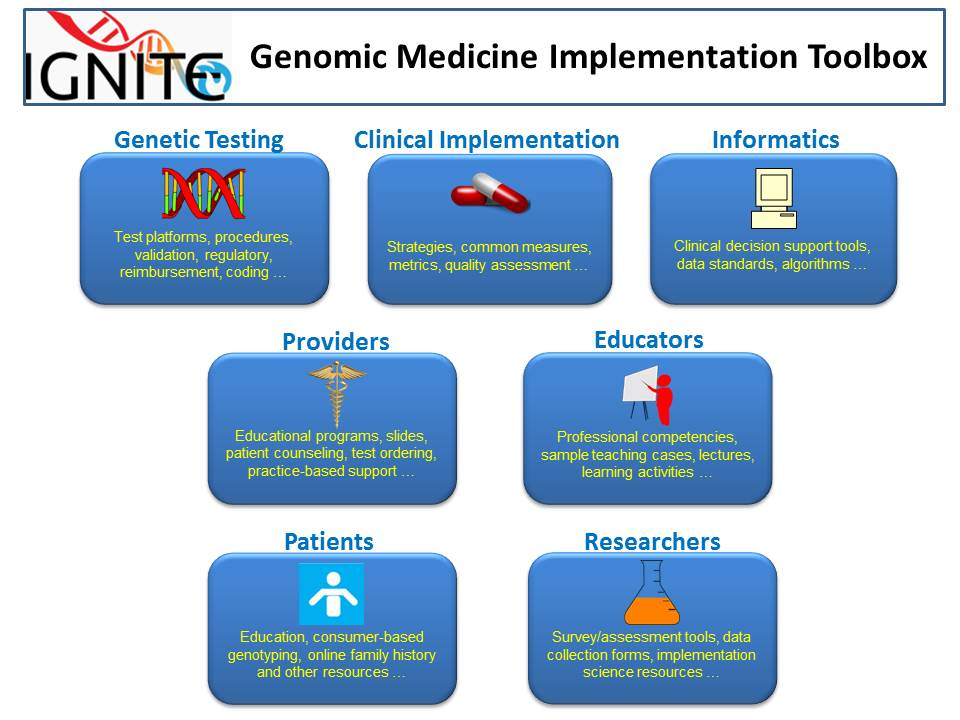 IGNITE
Genomic Medicine Implementation Toolbox
Genetic Testing
Test platforms, procedures,
validation, regulatory,
reimbursement, coding ...
Clinical Implementation
Strategies, common measures,
metrics, quality assessment ...
Informatics
Clinical decision support tools,
data standards, algorithms ...
Providers
Educational programs, slides,
patient counseling, test ordering,
practice-based support ...
Educators
Professional competencies,
sample teaching cases, lectures,
learning activities ...
Patients
Education, consumer-based
genotyping, online family history
and other resources ...
Researchers
Survey/assessment tools, data
collection forms, implementation
science resources ...